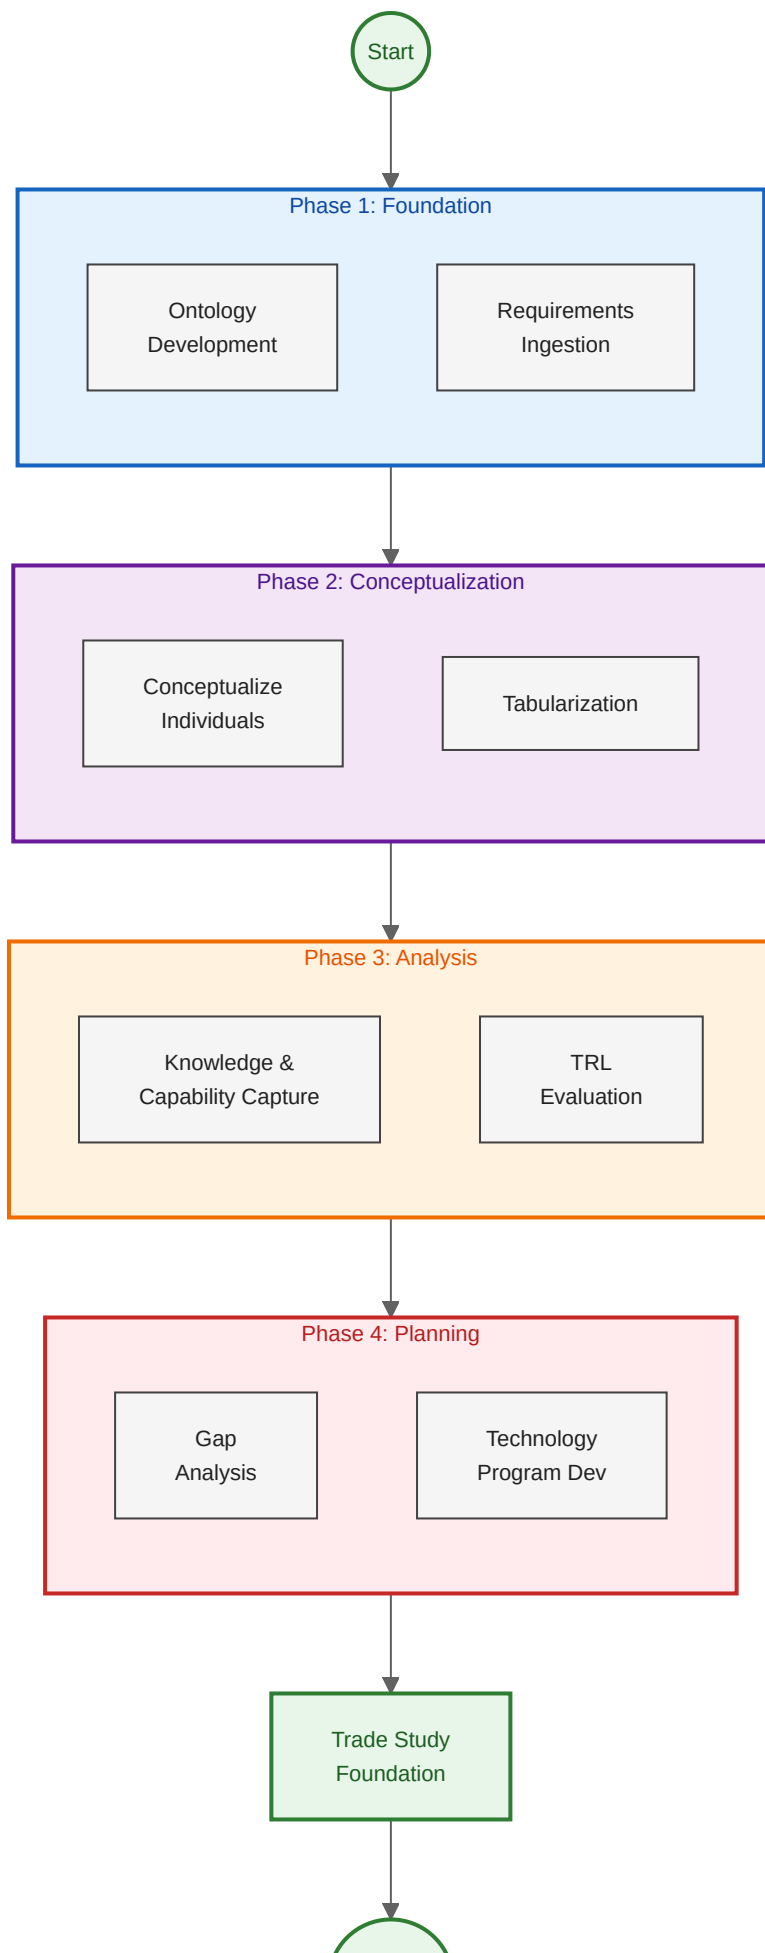 Start
Phase 1: Foundation
Ontology
Development
Requirements
Ingestion
Phase 2: Conceptualization
Conceptualize
Individuals
Tabularization
Phase 3: Analysis
Knowledge &
Capability Capture
TRL
Evaluation
Phase 4: Planning
Gap
Analysis
Technology
Program Dev
Trade Study
Foundation